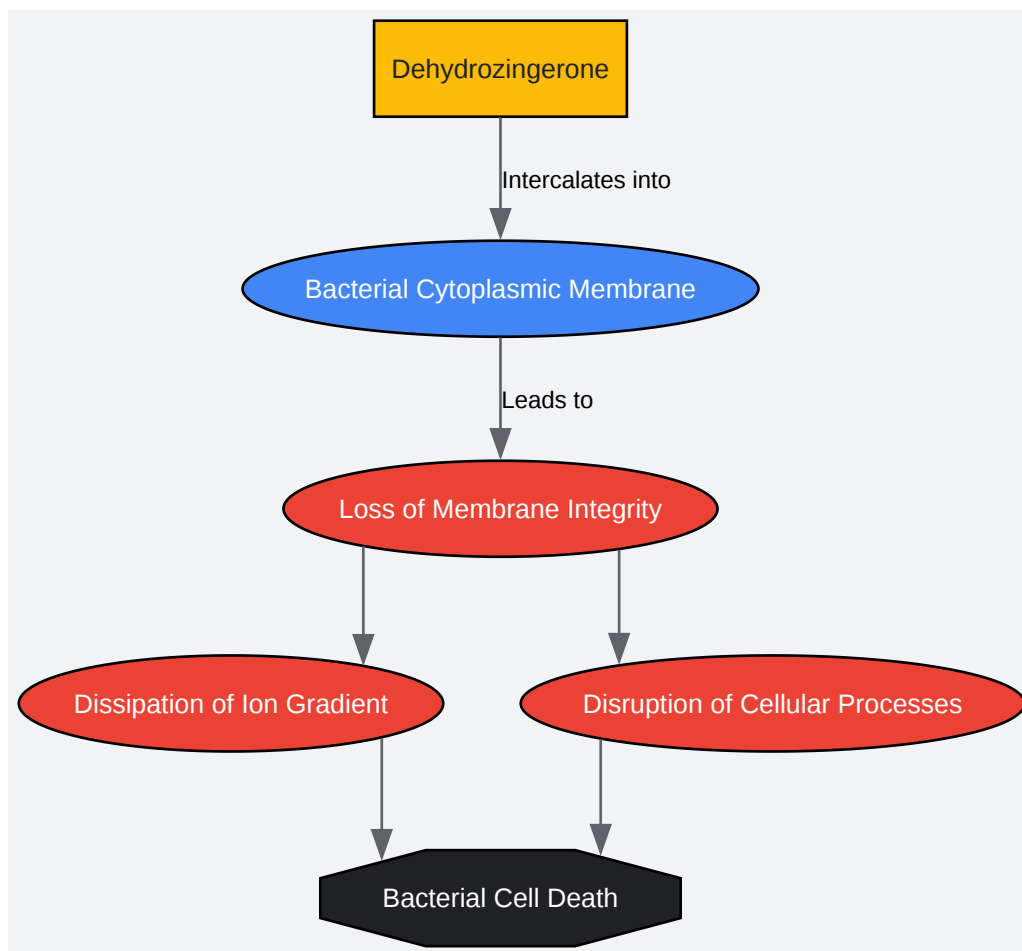 Dehydrozingerone
Intercalates into
Bacterial Cytoplasmic Membrane
Leads to
Loss of Membrane Integrity
Dissipation of Ion Gradient
Disruption of Cellular Processes
Bacterial Cell Death